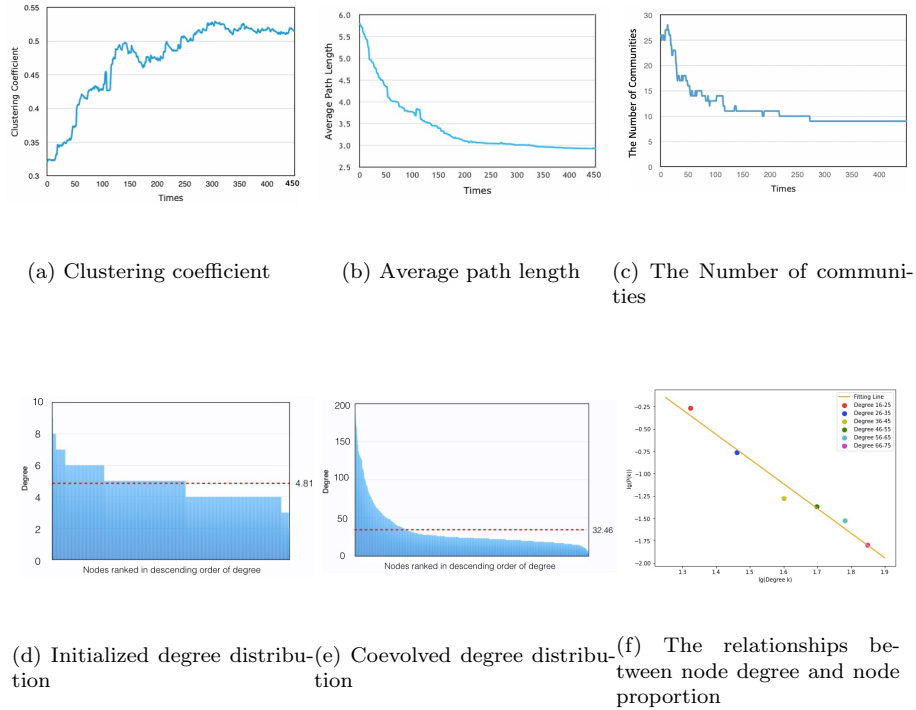 0.55
0.5
0.45
0.4
0.35
0.3
Clustering Coefficient
0 50 100 150 200 250 300 350 400 450
Times
6.0
5.5
5.0
4.5
4.0
3.5
3.0
2.5
Average Path Length
0 50 100 150 200 250 300 350 400 450
Times
30
25
20
15
10
5
0
The Number of Communities
0 50 100 150 200 250 300 350 400
Times
(a) Clustering coefficient
(b) Average path length
(c) The Number of communi-
ties
10
8
6
4
2
0
Degree
4.81
Nodes ranked in descending order of degree
200
150
100
50
0
Degree
32.46
Nodes ranked in descending order of degree
−0.25
−0.50
−0.75
−1.00
−1.25
−1.50
−1.75
−2.00
lg(P(k))
Fitting Line
Degree 16-25
Degree 26-35
Degree 36-45
Degree 46-55
Degree 56-65
Degree 66-75
1.3 1.4 1.5 1.6 1.7 1.8 1.9
lg(Degree k)
(d) Initialized degree distribu-
tion
(e) Coevolved degree distribu-
tion
(f) The relationships be-
tween node degree and node
proportion